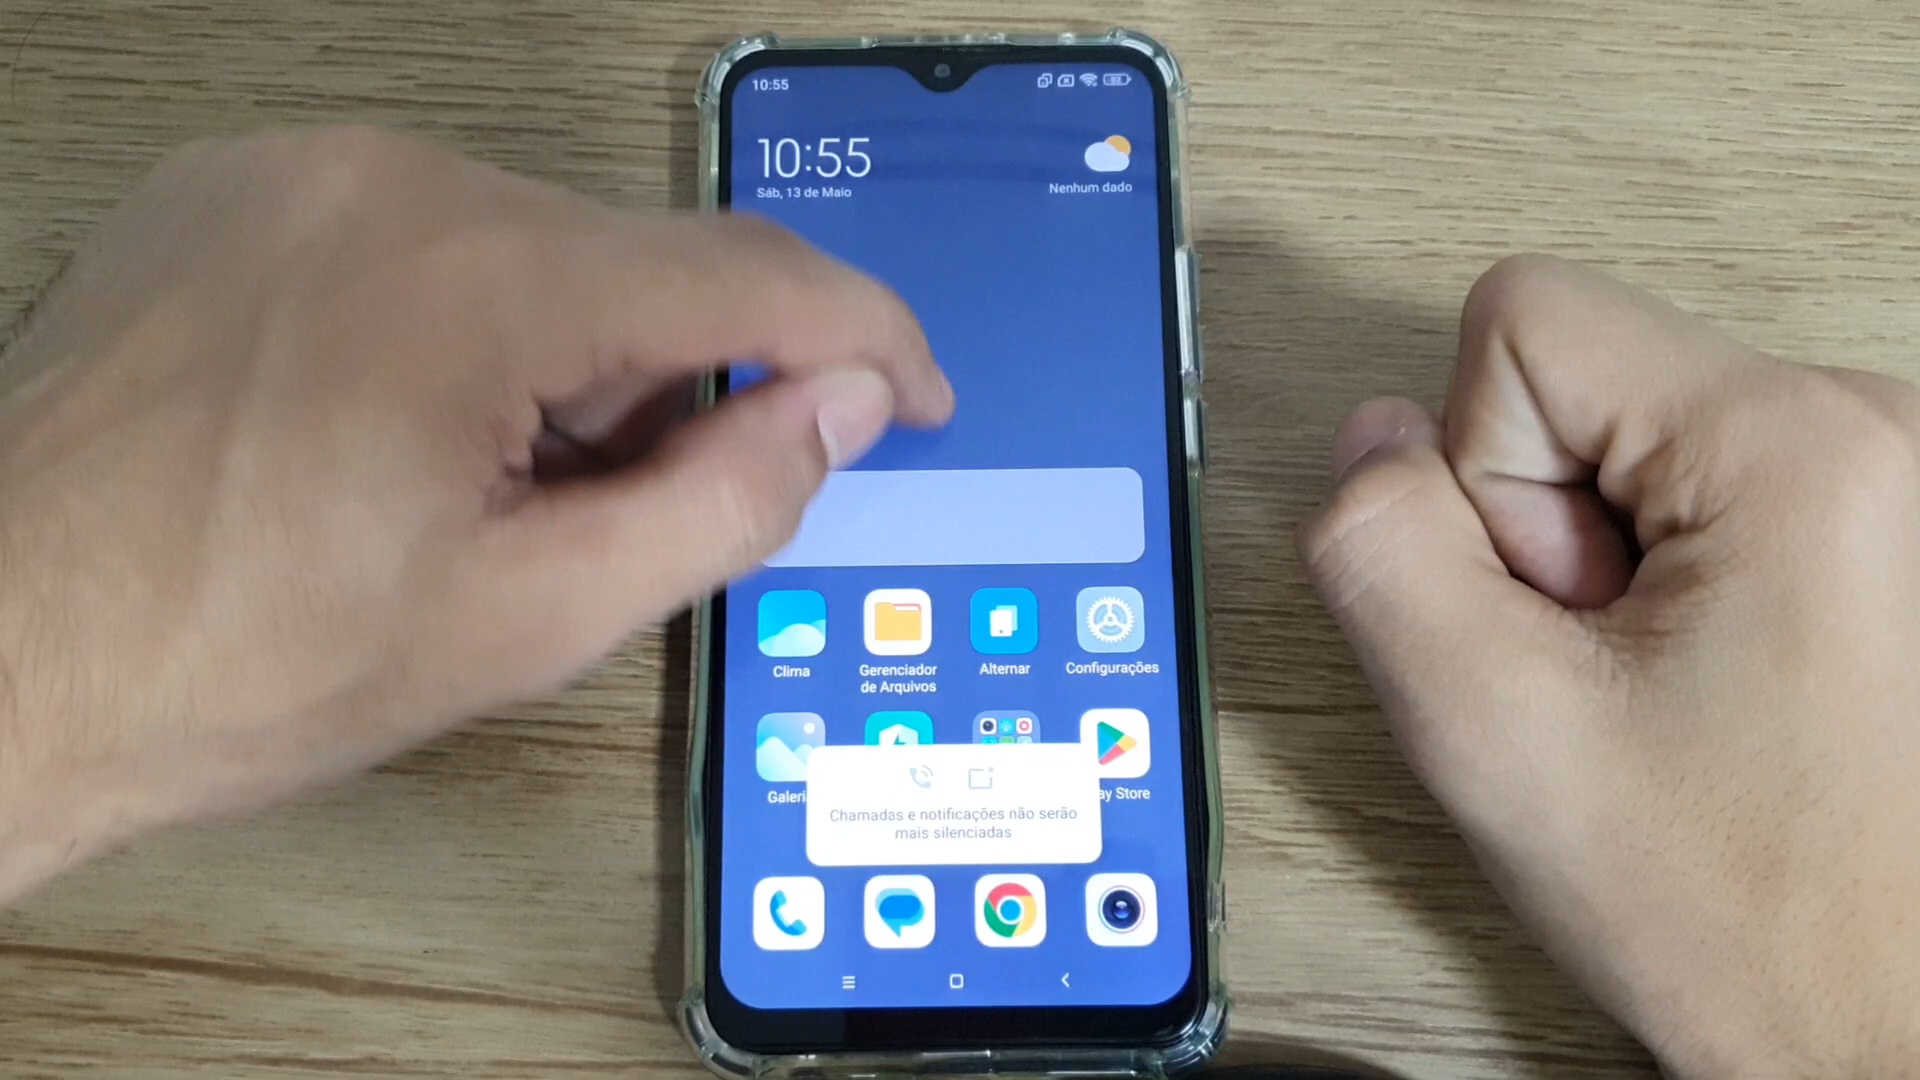 10:55
10:55
Sáb, 13 de Maio
Nenhum dado
Clima
Gerenciador
de Arquivos
Alternar
Configurações
Galeri
ay Store
Chamadas e notificações não serão
mais silenciadas